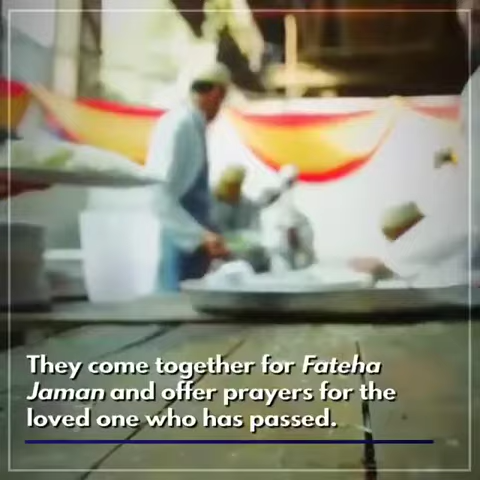 They come together for Fateha
Jaman and offer prayers for the
loved one who has passed.